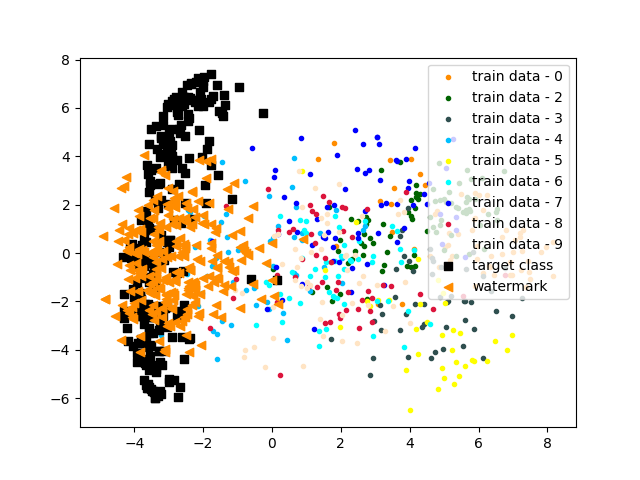 8
6
4
2
0
−2
−4
−6
−4
−2
0
2
4
6
8
train data - 0
train data - 2
train data - 3
train data - 4
train data - 5
train data - 6
train data - 7
train data - 8
train data - 9
target class
watermark